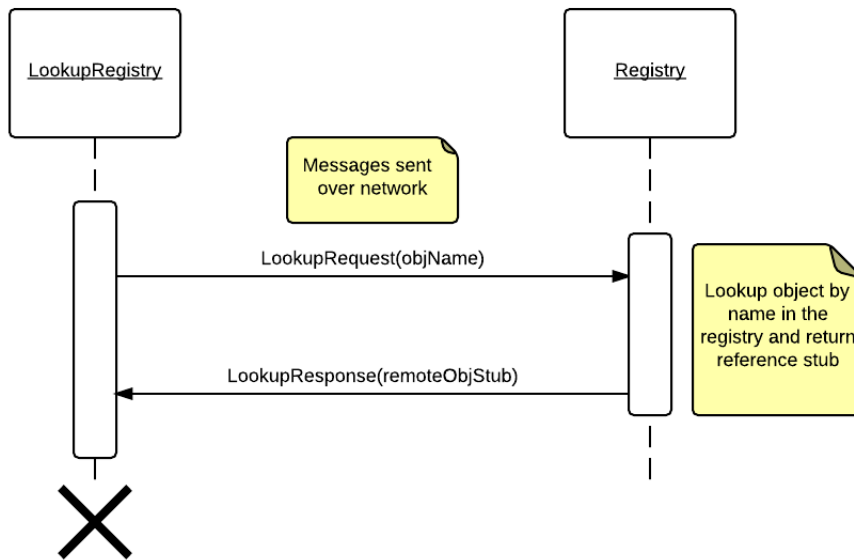 LookupRegistry
Registry
Messages sent
over network
LookupRequest(objName)
Lookup object by
name in the
registry and return
reference stub
LookupResponse(remoteObjStub)